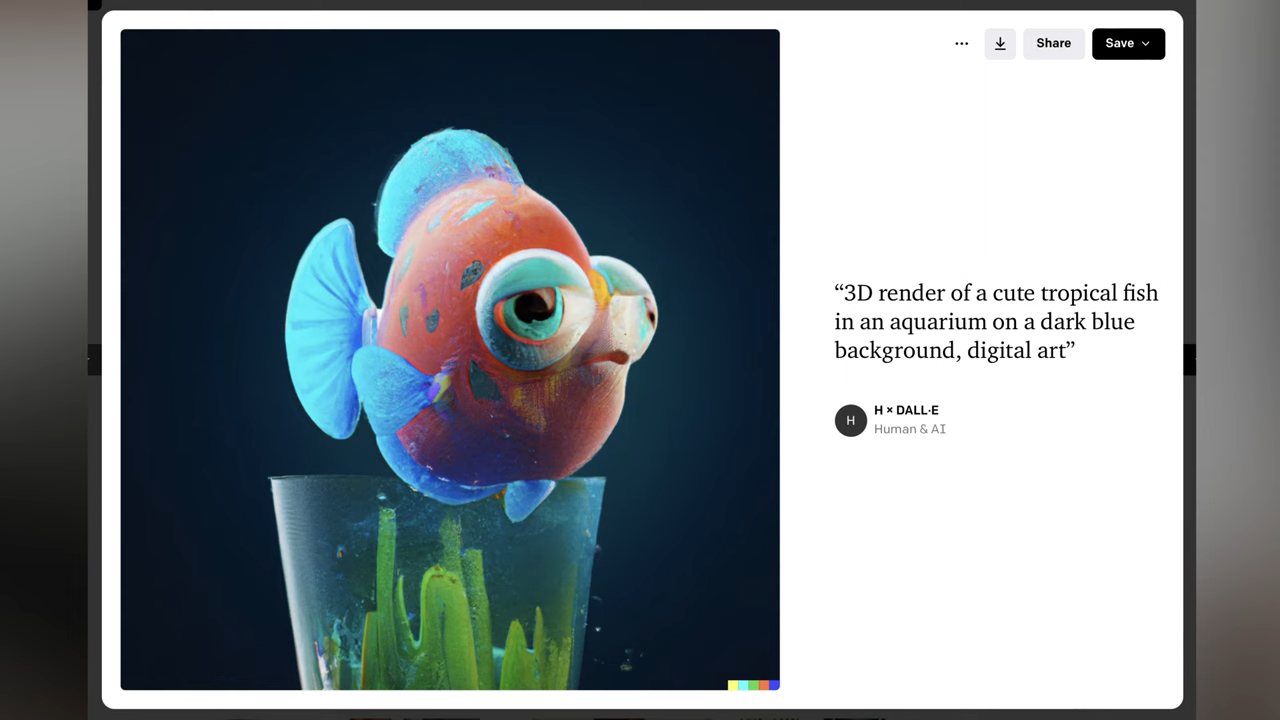 Share
Save
“3D render of a cute tropical fish
in an aquarium on a dark blue
background, digital art”
H
H × DALL·E
Human & AI